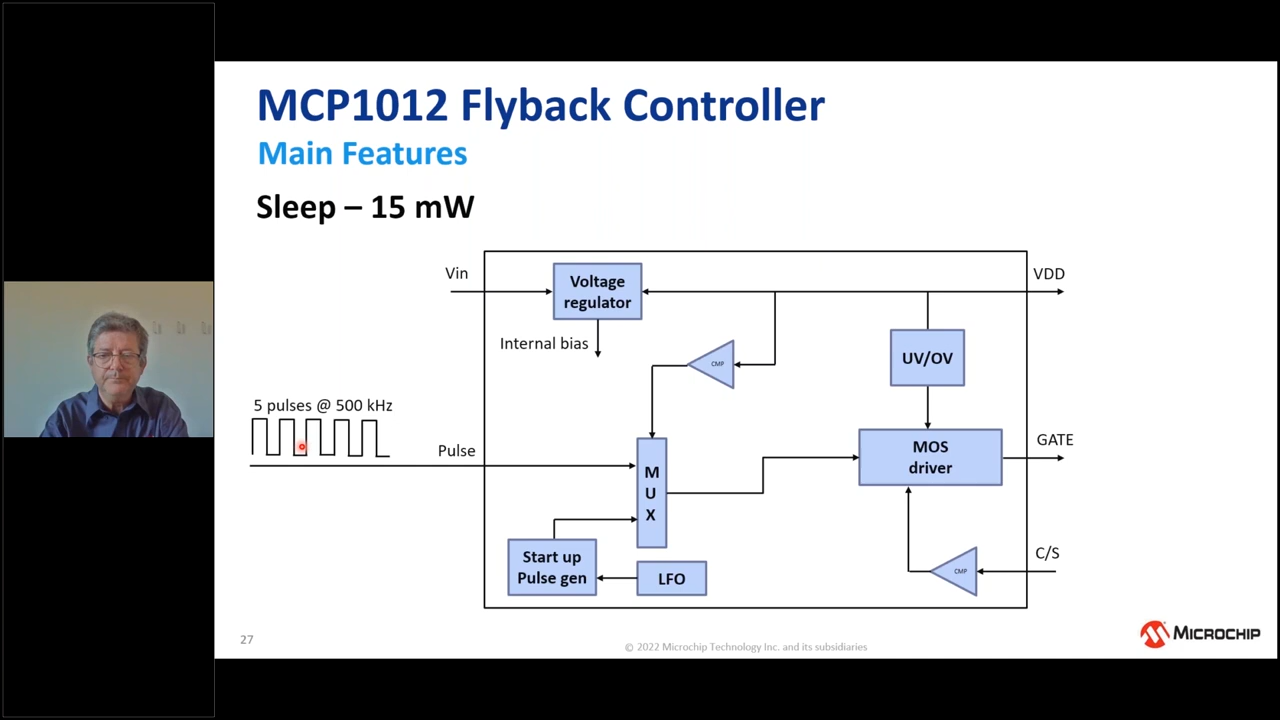 MCP1012 Flyback Controller
Main Features
Sleep – 15 mW
Vin
Voltage
regulator
VDD
Internal bias
CMP
UV/OV
5 pulses @ 500 kHz
Pulse
M
U
X
MOS
driver
GATE
Start up
Pulse gen
LFO
CMP
C/S
27
© 2022 Microchip Technology Inc. and its subsidiaries
MICROCHIP